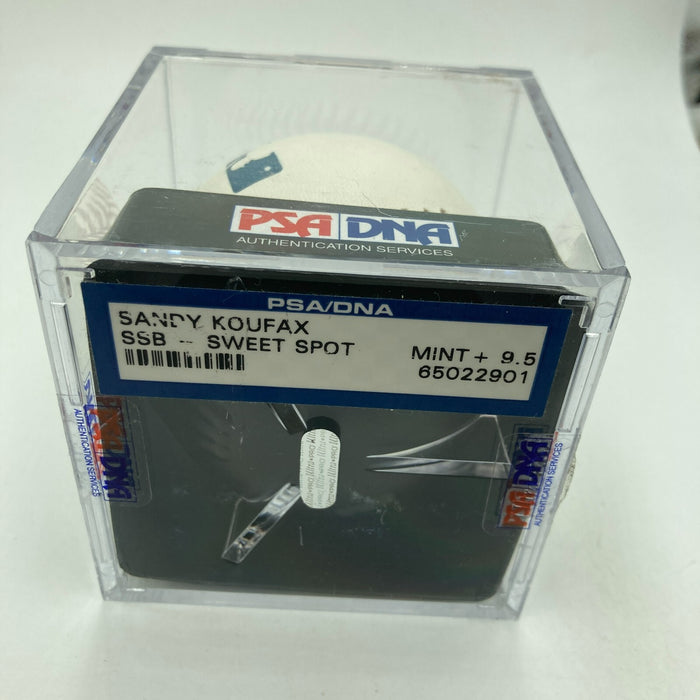 PSA DNA
AUTHENTICATION SERVICES
PSA/DNA
SANDY KOUFAX
SSB - SWEET SPOT
MINT+ 9.5
65022901
PSA DNA
AUTHENTICATION SERVICES
PSA DNA
AUTHENTICATION SERVICES